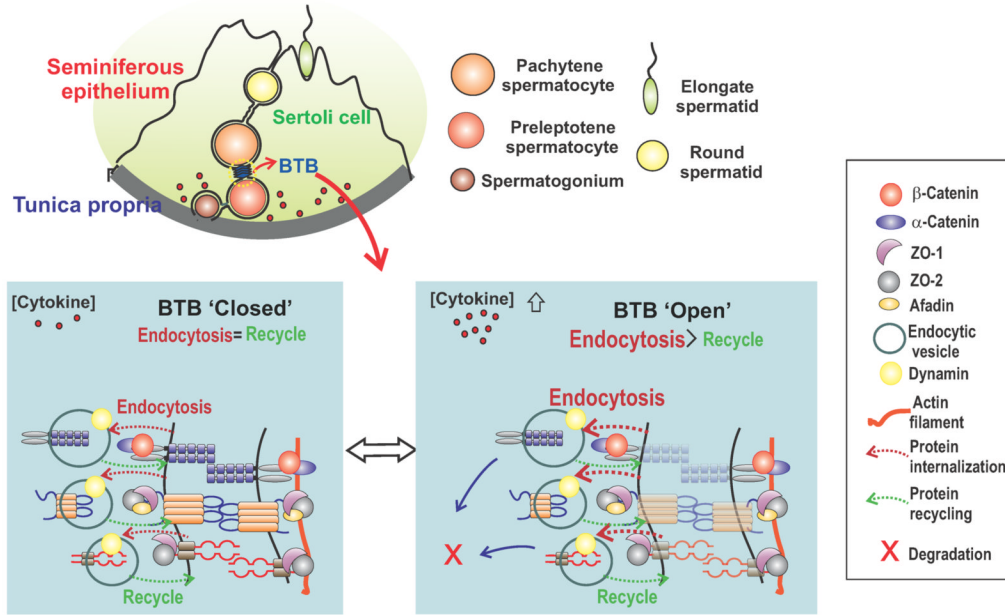 Seminiferous
epithelium
Sertoli cell
BTB
Tunica propria
Pachytene
spermatocyte
Preleptotene
spermatocyte
Spermatogonium
Elongate
spermatid
Round
spermatid
[Cytokine]
BTB 'Closed'
Endocytosis= Recycle
Endocytosis
Recycle
[Cytokine]
BTB 'Open'
Endocytosis> Recycle
Endocytosis
X
β-Catenin
α-Catenin
ZO-1
ZO-2
Afadin
Endocytic
vesicle
Dynamin
Actin
filament
Protein
internalization
Protein
recycling
X Degradation